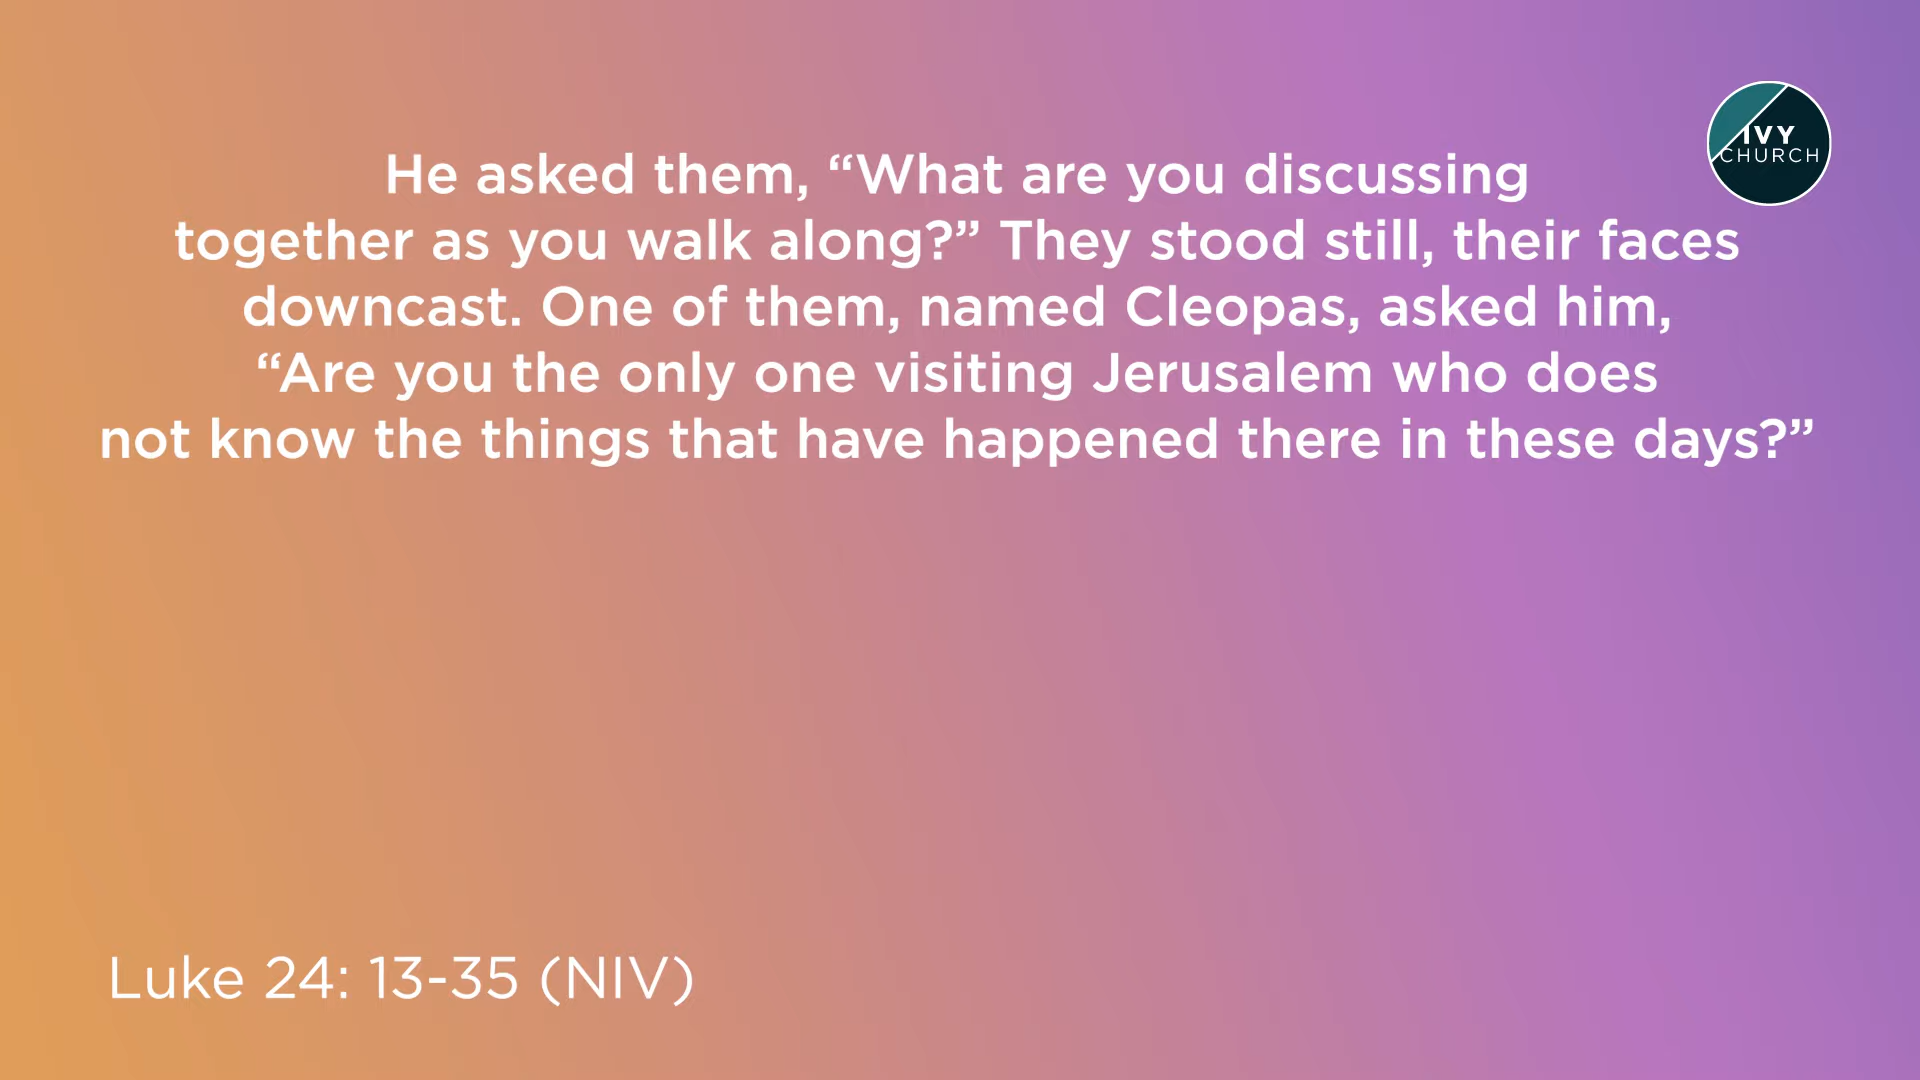 IVY
CHURCH
He asked them, “What are you discussing
together as you walk along?” They stood still, their faces
downcast. One of them, named Cleopas, asked him,
“Are you the only one visiting Jerusalem who does
not know the things that have happened there in these days?”
Luke 24: 13-35 (NIV)